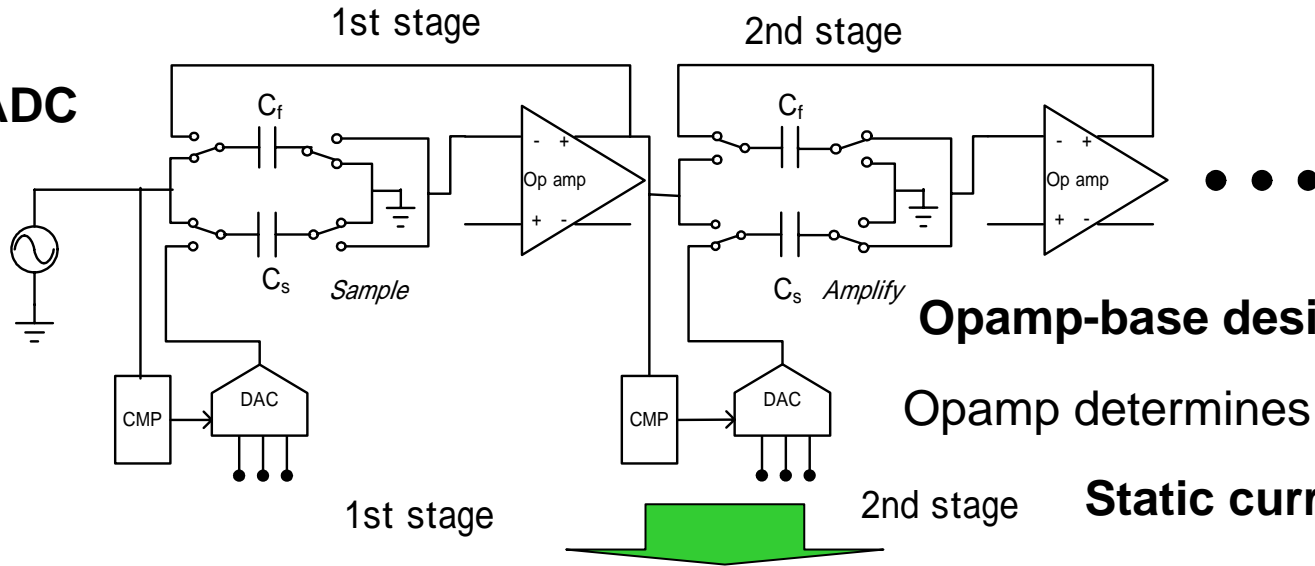 1st stage
2nd stage
ADC
Cf
Cf
- +
- +
Op amp
Op amp
+ -
+ -
Cs
Sample
Cs
Amplify
Opamp-base desi
CMP
DAC
CMP
DAC
Opamp determines
1st stage
2nd stage
Static curr